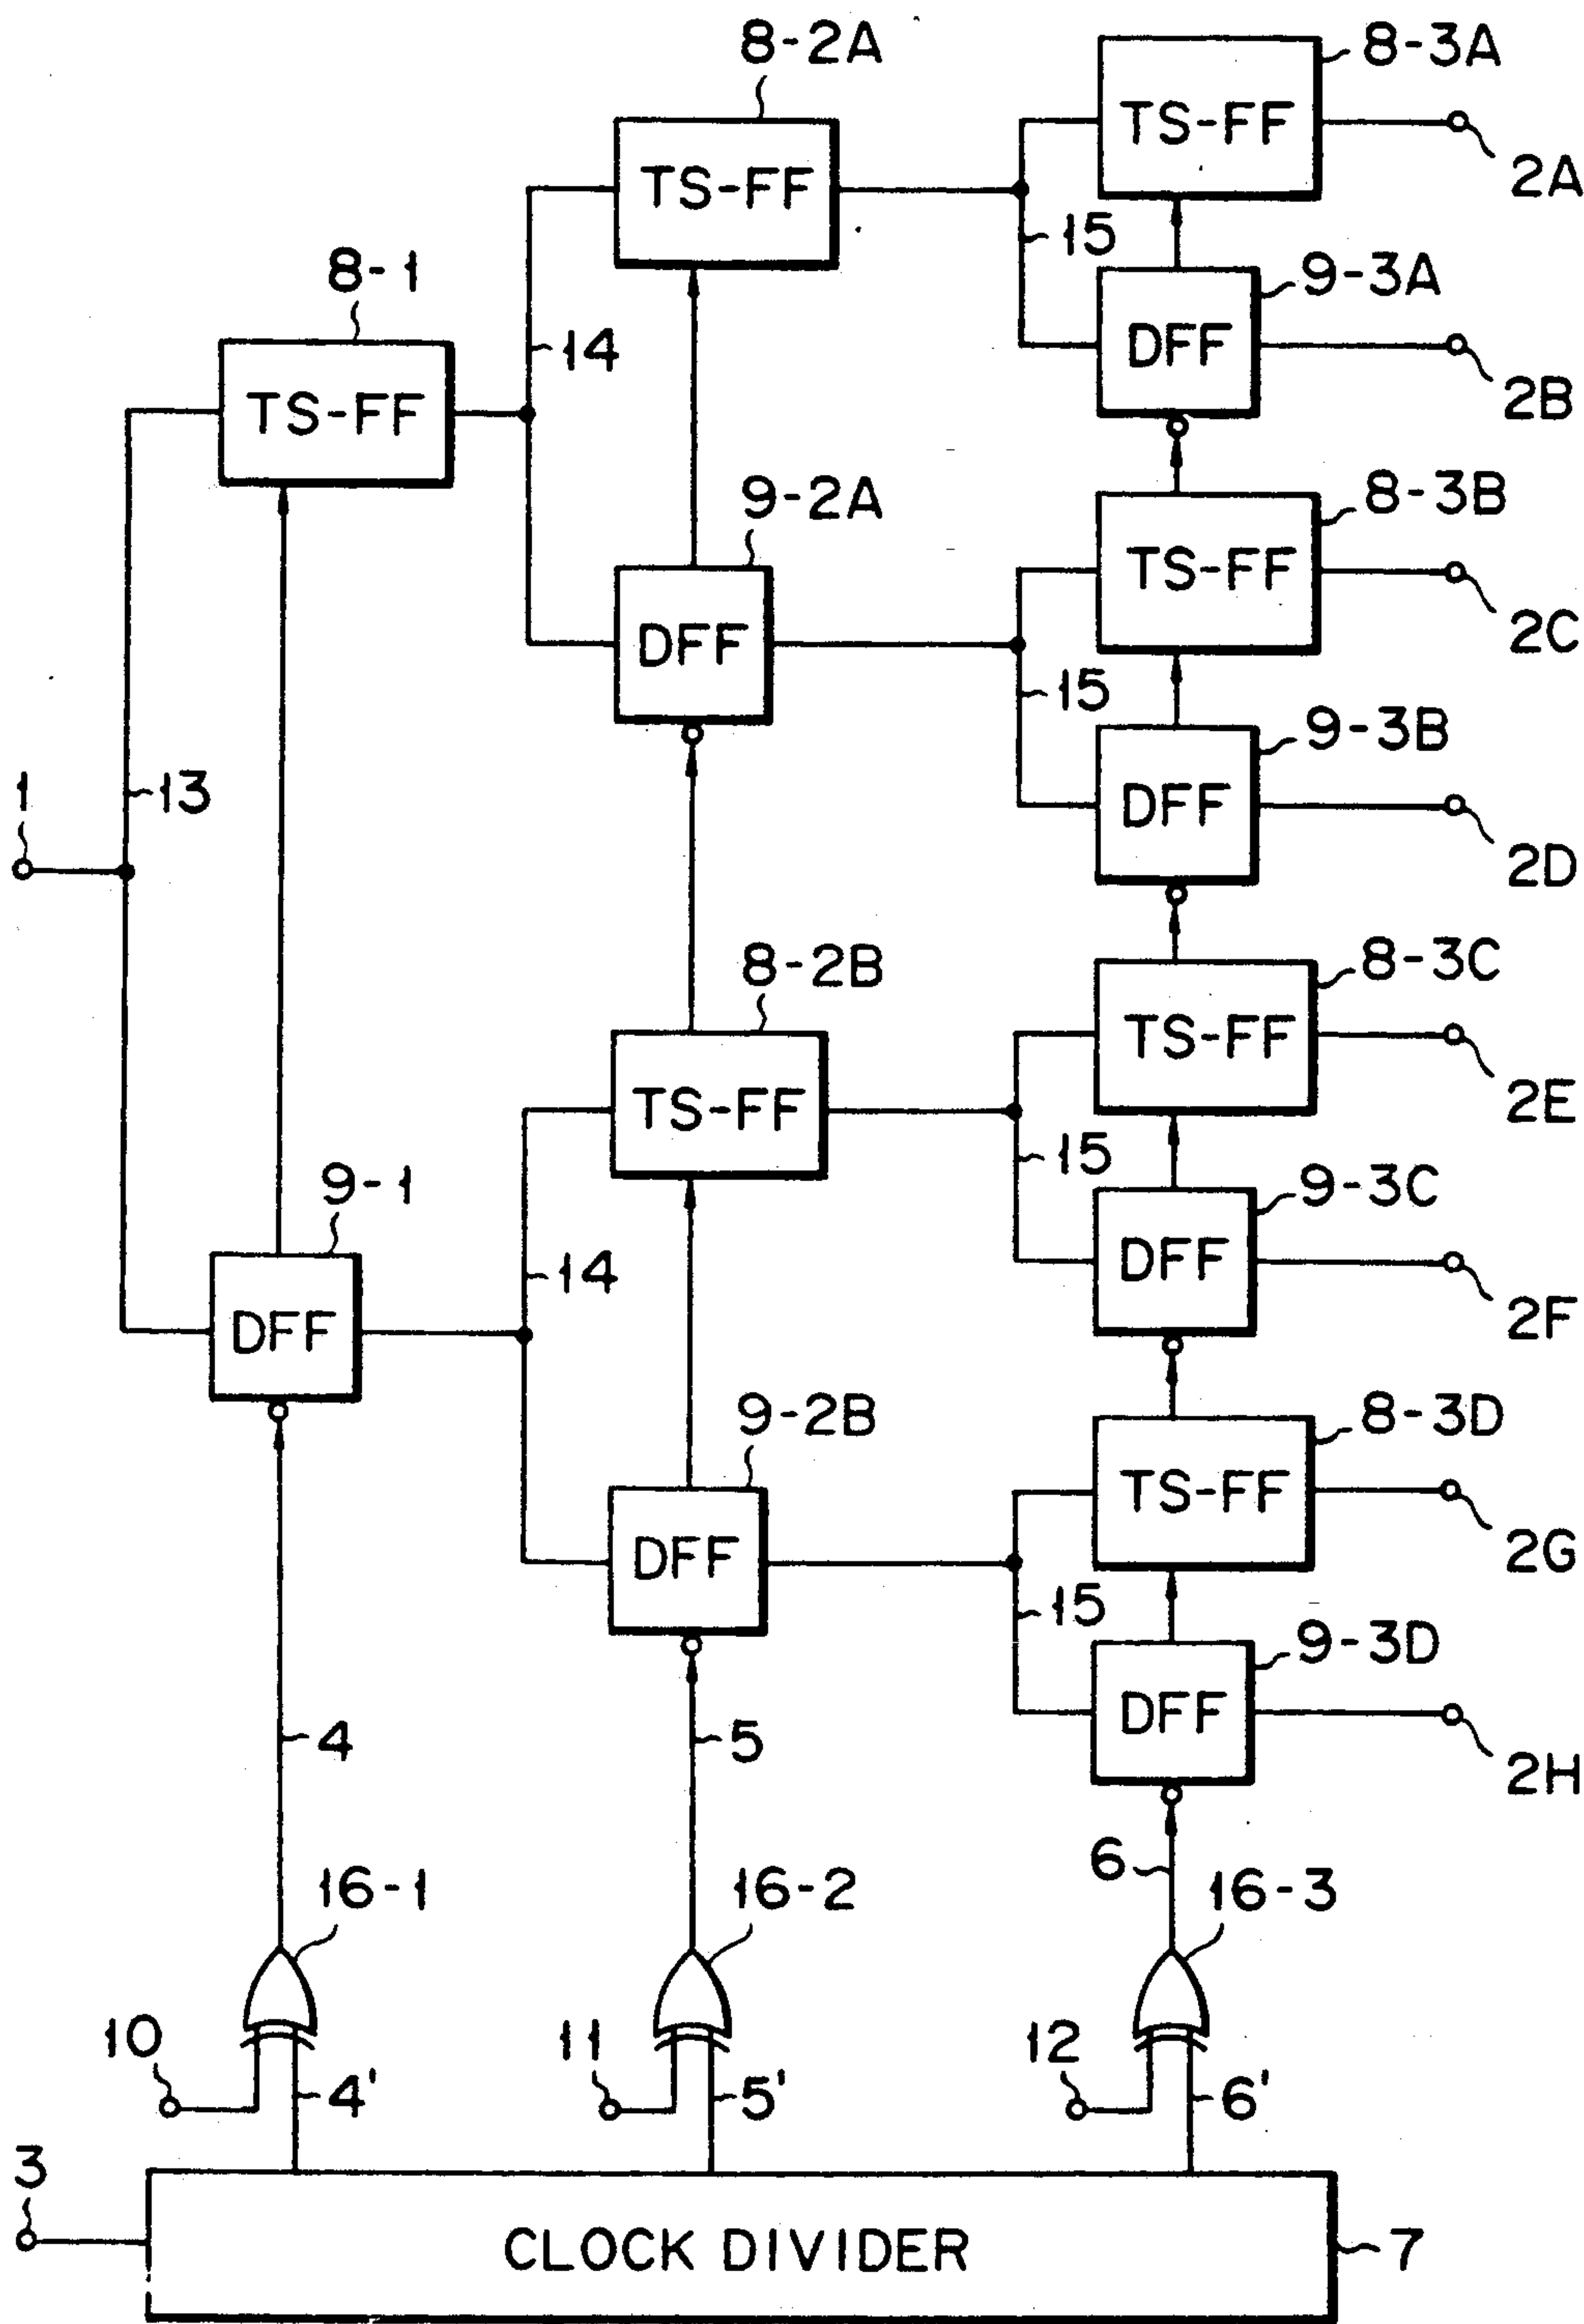 8-2A
8-3A
TS-FF
2A
TS-FF
15
8-1
9-3A
14
DFF
2B
TS-FF
9-2A
8-3B
TS-FF
2C
DFF
15
9-3B
1
13
DFF
2D
8-2B
8-3C
TS-FF
2E
TS-FF
15
9-1
9-3C
14
DFF
2F
DFF
9-2B
8-3D
TS-FF
2G
DFF
15
9-3D
4
5
DFF
2H
6
16-1
16-2
16-3
10
11
12
4'
5'
6'
3
CLOCK DIVIDER
7